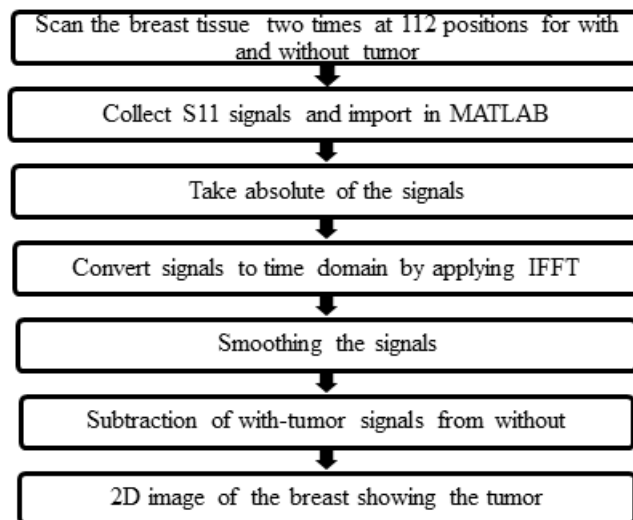 Scan the breast tissue two times at 112 positions for with
and without tumor
Collect S11 signals and import in MATLAB
Take absolute of the signals
Convert signals to time domain by applying IFFT
Smoothing the signals
Subtraction of with-tumor signals from without
2D image of the breast showing the tumor